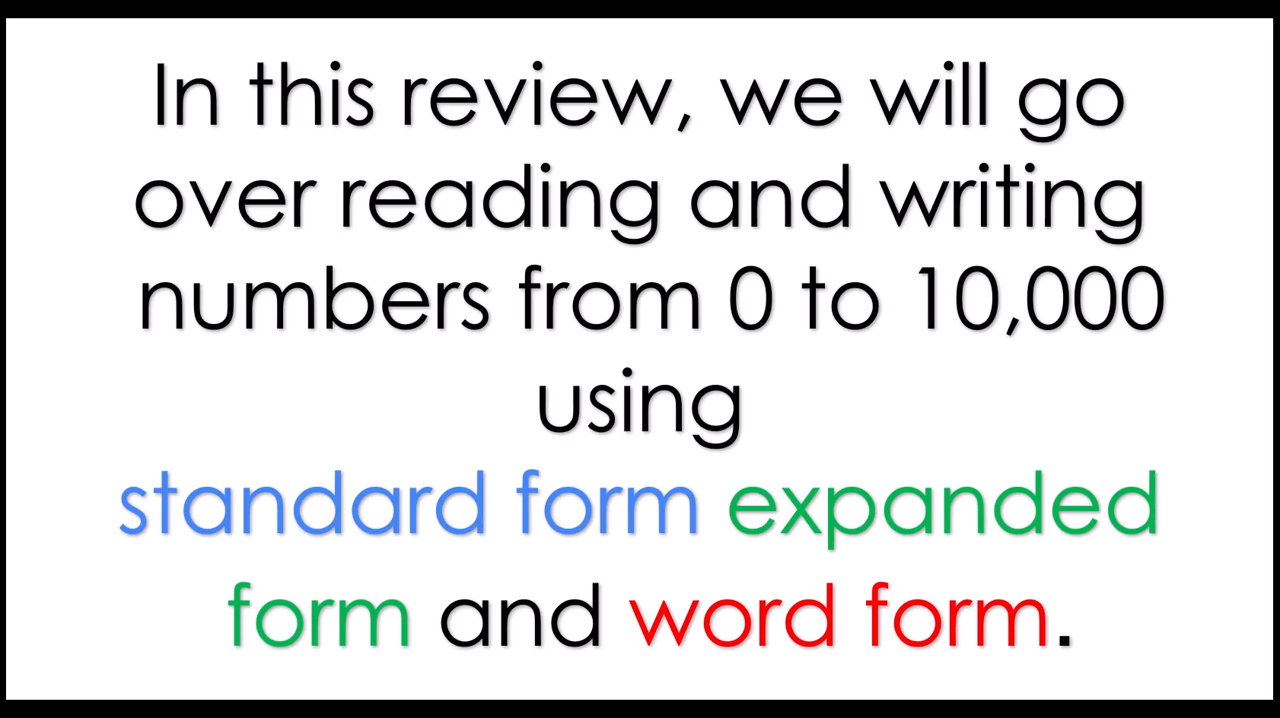 In this review, we will go
over reading and writing
numbers from 0 to 10,000
using
standard form expanded
form and word form.